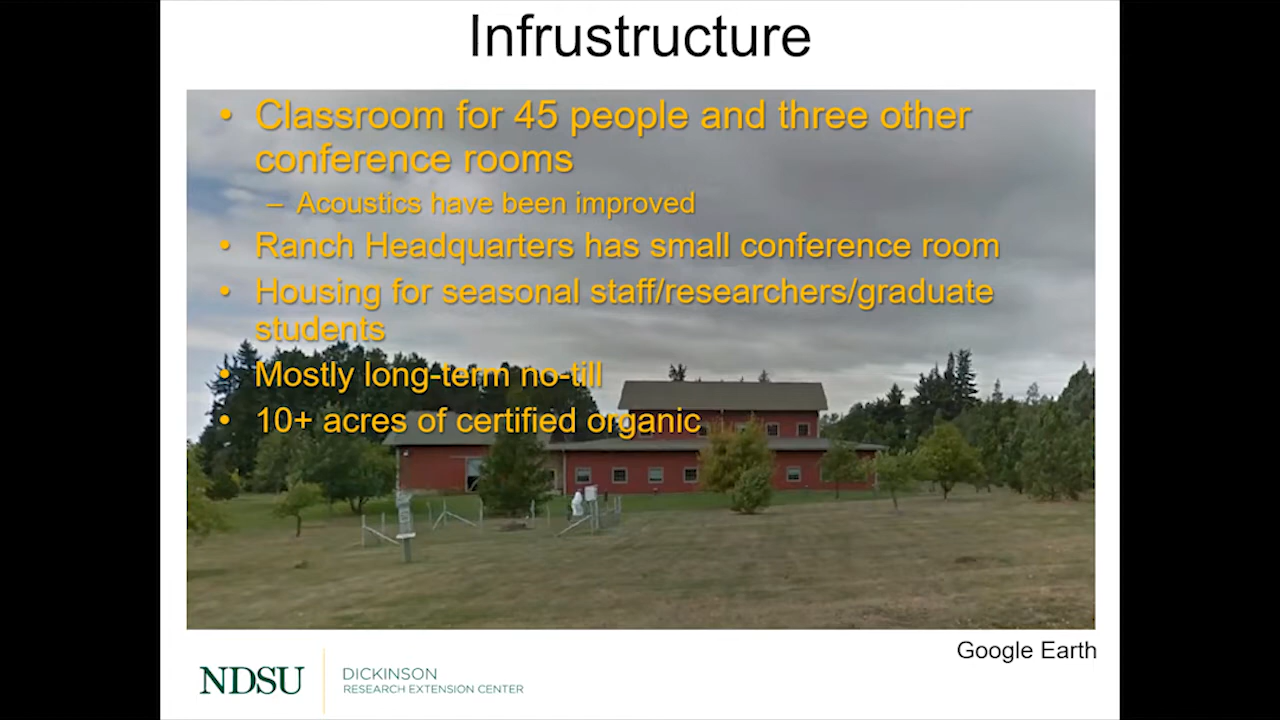 Infrustructure
• Classroom for 45 people and three other
conference rooms
– Acoustics have been improved
• Ranch Headquarters has small conference room
• Housing for seasonal staff/researchers/graduate
students
• Mostly long-term no-till
• 10+ acres of certified organic
Google Earth
NDSU
DICKINSON
RESEARCH EXTENSION CENTER